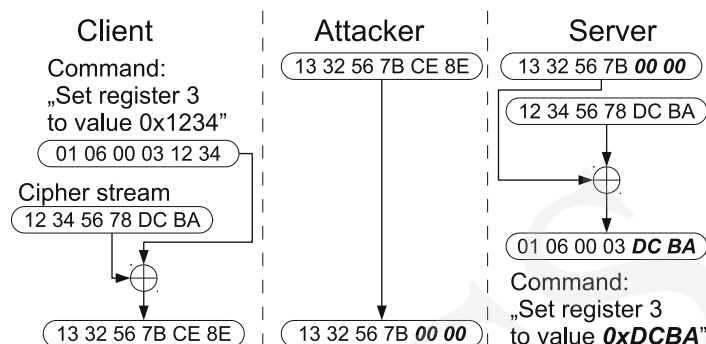 Client
Command:
„Set register 3
to value 0x1234”
01 06 00 03 12 34
Cipher stream
12 34 56 78 DC BA
13 32 56 7B CE 8E
Attacker
13 32 56 7B CE 8E
13 32 56 7B 00 00
Server
13 32 56 7B 00 00
12 34 56 78 DC BA
01 06 00 03 DC BA
Command:
„Set register 3
to value 0xDCBA”